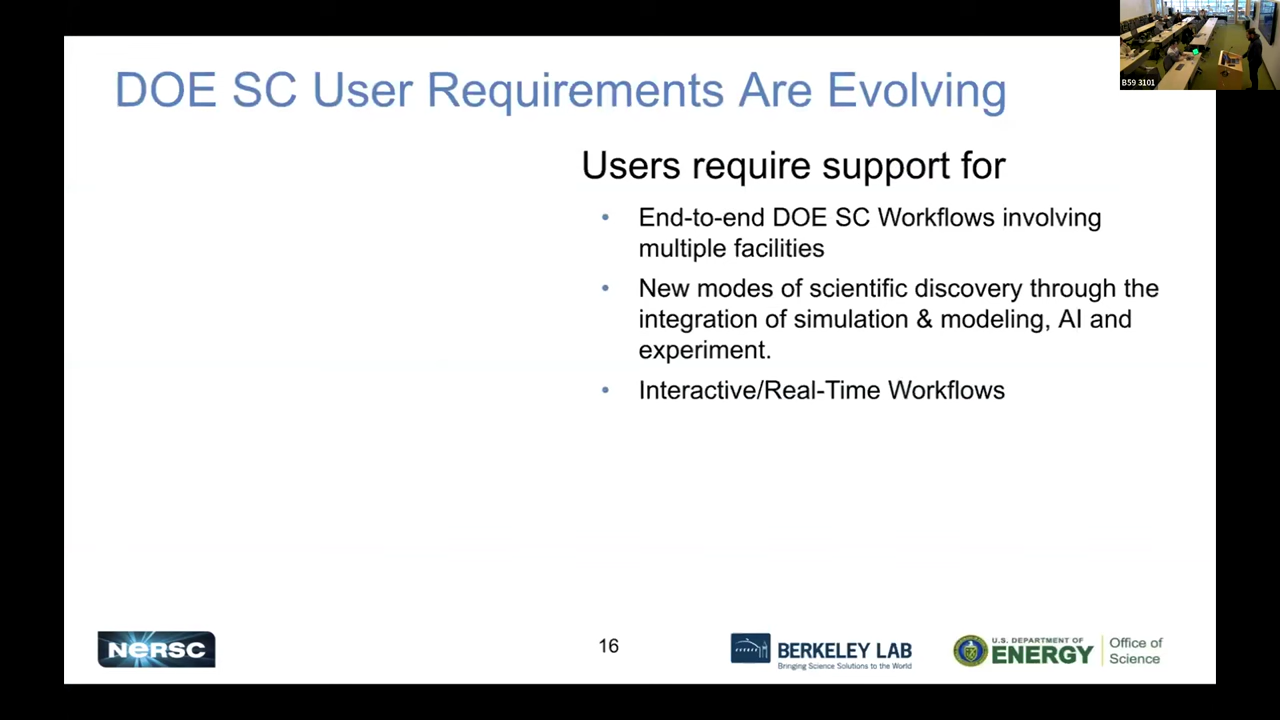 DOE SC User Requirements Are Evolving
B59 3101
Users require support for
• End-to-end DOE SC Workflows involving
multiple facilities
• New modes of scientific discovery through the
integration of simulation & modeling, AI and
experiment.
• Interactive/Real-Time Workflows
NERSC
16
BERKELEY LAB
Bringing Science Solutions to the World
U.S. DEPARTMENT OF
ENERGY
Office of
Science